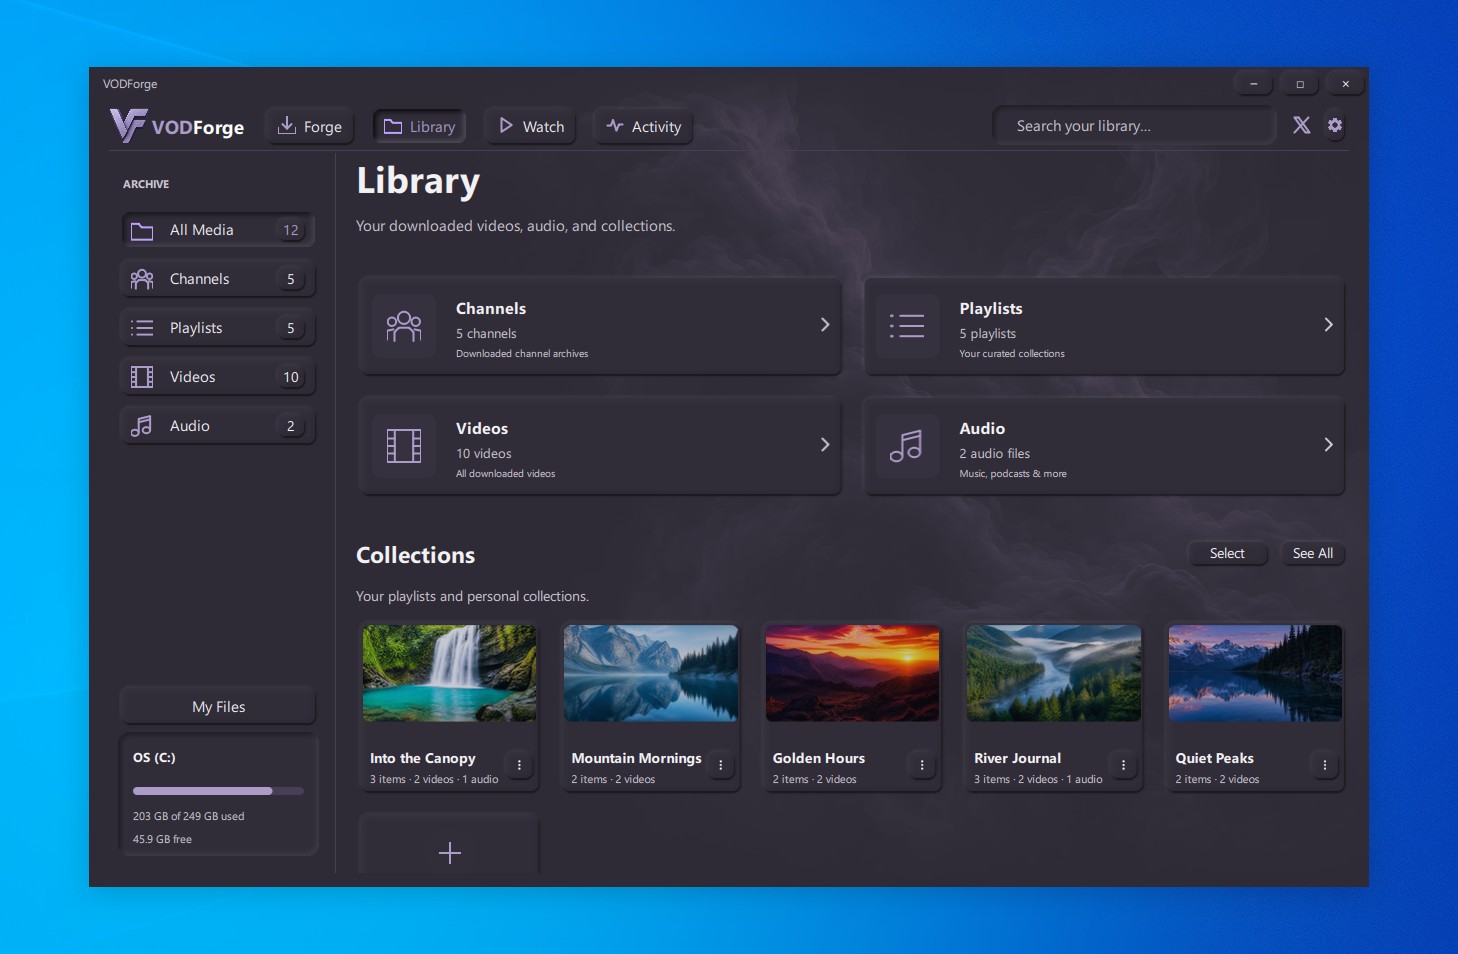 VODForge
VODForge
Forge
Library
Watch
Activity
Search your library...
ARCHIVE
All Media 12
Channels 5
Playlists 5
Videos 10
Audio 2
My Files
OS (C:)
203 GB of 249 GB used
45.9 GB free
Library
Your downloaded videos, audio, and collections.
Channels
5 channels
Downloaded channel archives
Playlists
5 playlists
Your curated collections
Videos
10 videos
All downloaded videos
Audio
2 audio files
Music, podcasts & more
Collections
Select
See All
Your playlists and personal collections.
Into the Canopy
3 items · 2 videos · 1 audio
Mountain Mornings
2 items · 2 videos
Golden Hours
2 items · 2 videos
River Journal
3 items · 2 videos · 1 audio
Quiet Peaks
2 items · 2 videos